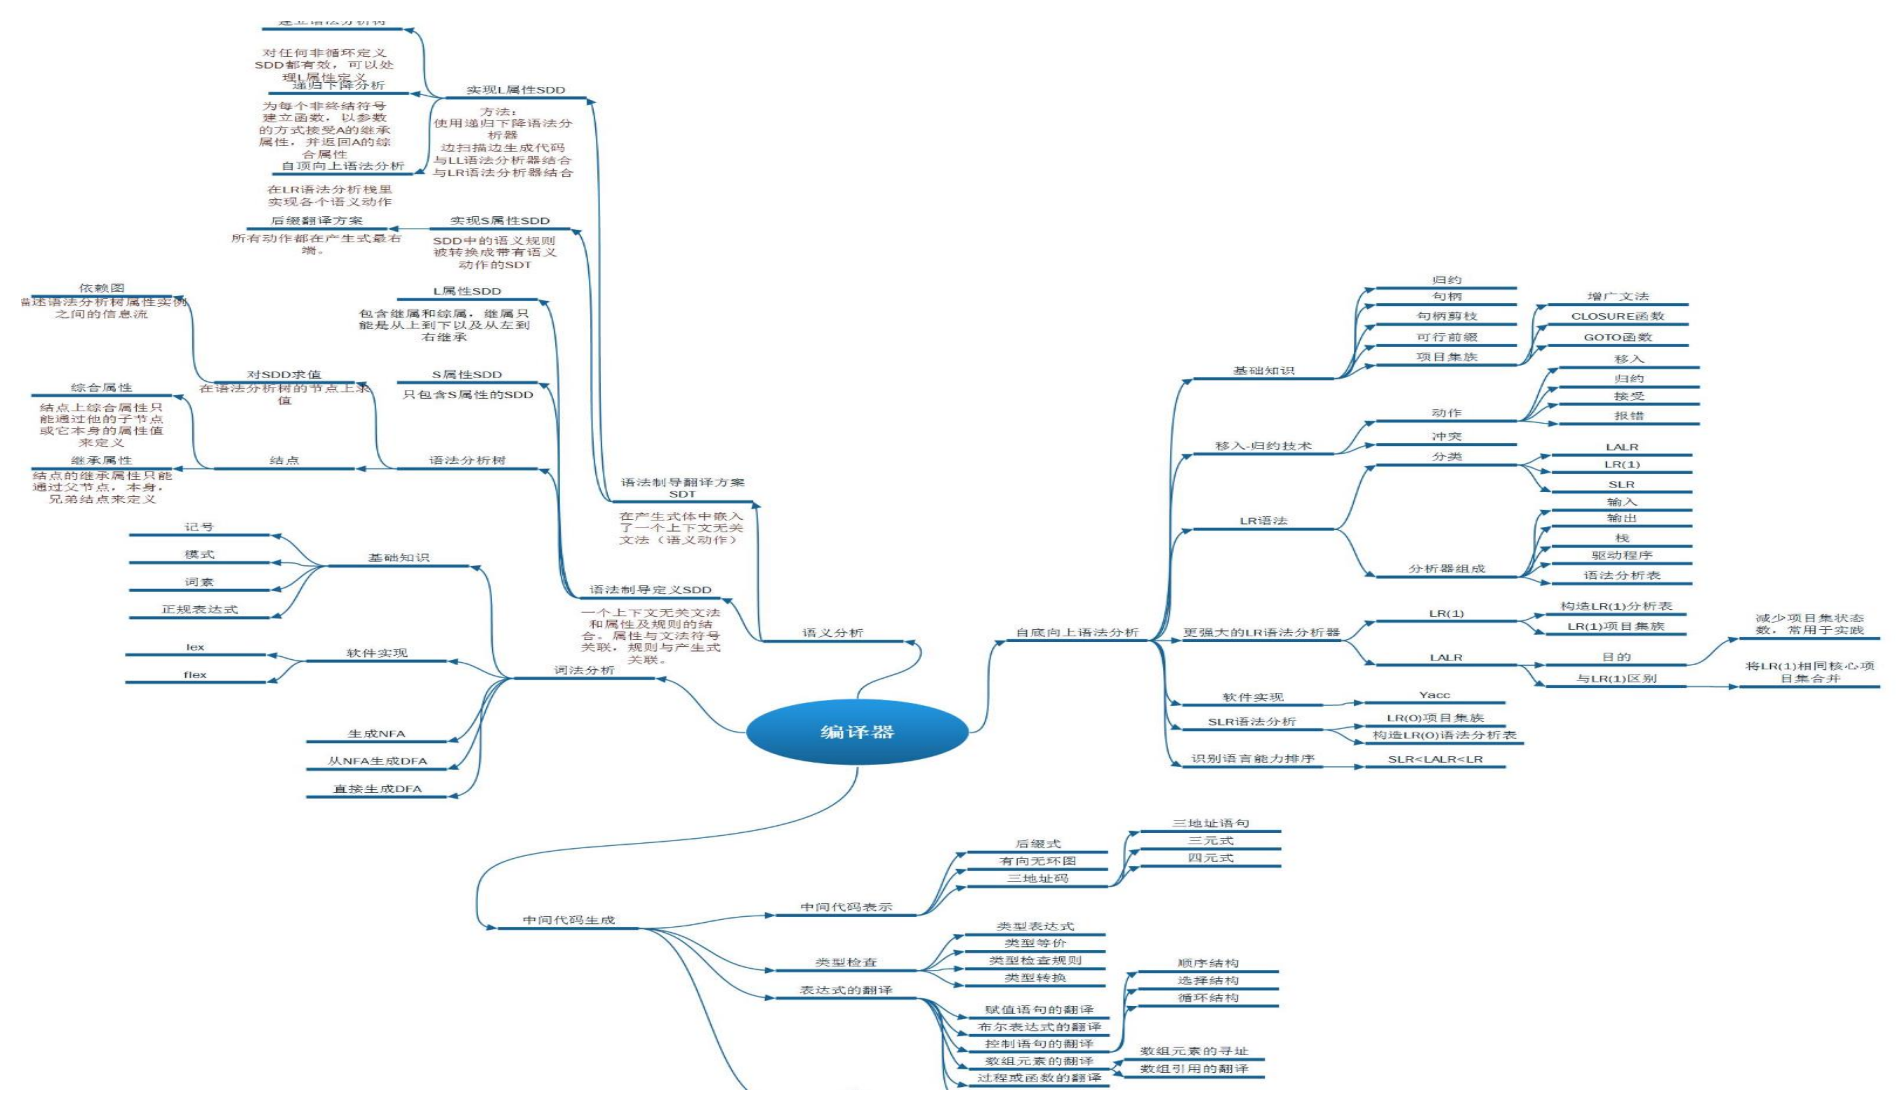 建立语法分析树
对任何非循环定义
SDD都有效，可以处
理L属性定义
递归下降分析
为每个非终结符号
建立函数，以参数
的方式接受A的继承
属性，并返回A的综
合属性
自顶向上语法分析
在LR语法分析栈里
实现各个语义动作
实现L属性SDD
方法：
使用递归下降语法分
析器
边扫描边生成代码
与LL语法分析器结合
与LR语法分析器结合
后缀翻译方案
所有动作都在产生式最右
端。
实现S属性SDD
SDD中的语义规则
被转换成带有语义
动作的SDT
依赖图
描述语法分析树属性实例
之间的信息流
L属性SDD
包含继属和综属，继属只
能是从上到下以及从左到
右继承
对SDD求值
在语法分析树的节点上求
值
S属性SDD
只包含S属性的SDD
综合属性
结点上综合属性只
能通过他的子节点
或它本身的属性值
来定义
继承属性
结点的继承属性只能
通过父节点，本身，
兄弟结点来定义
结点
语法分析树
语法制导翻译方案
SDT
在产生式体中嵌入
了一个上下文无关
文法（语义动作）
语法制导定义SDD
一个上下文无关文法
和属性及规则的结
合。属性与文法符号
关联，规则与产生式
关联。
语义分析
记号
模式
词素
正规表达式
基础知识
lex
flex
软件实现
词法分析
生成NFA
从NFA生成DFA
直接生成DFA
编译器
自底向上语法分析
基础知识
归约
句柄
句柄剪枝
可行前缀
项目集族
增广文法
CLOSURE函数
GOTO函数
移入-归约技术
动作
移入
归约
接受
报错
冲突
LR语法
分类
LALR
LR(1)
SLR
分析器组成
输入
输出
栈
驱动程序
语法分析表
更强大的LR语法分析器
LR(1)
构造LR(1)分析表
LR(1)项目集族
LALR
目的
减少项目集状态
数，常用于实践
与LR(1)区别
将LR(1)相同核心项
目集合并
软件实现
Yacc
SLR语法分析
LR(0)项目集族
构造LR(0)语法分析表
识别语言能力排序
SLR<LALR<LR
中间代码生成
中间代码表示
后缀式
有向无环图
三地址码
三地址语句
三元式
四元式
类型检查
类型表达式
类型等价
类型检查规则
类型转换
表达式的翻译
赋值语句的翻译
布尔表达式的翻译
控制语句的翻译
顺序结构
选择结构
循环结构
数组元素的翻译
数组元素的寻址
数组引用的翻译
过程或函数的翻译